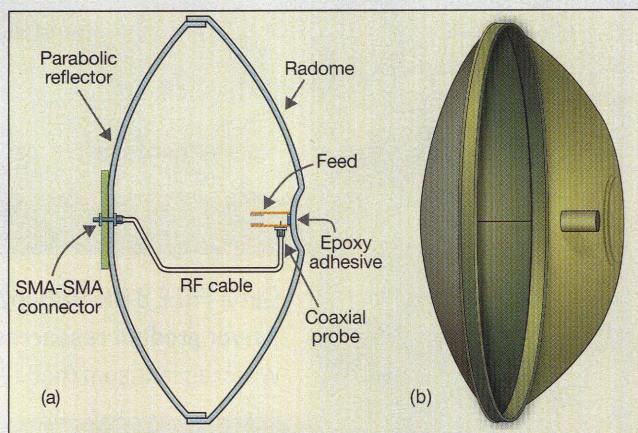 Parabolic
reflector
Radome
Feed
Epoxy
adhesive
SMA-SMA
connector
RF cable
Coaxial
probe
(a)
(b)